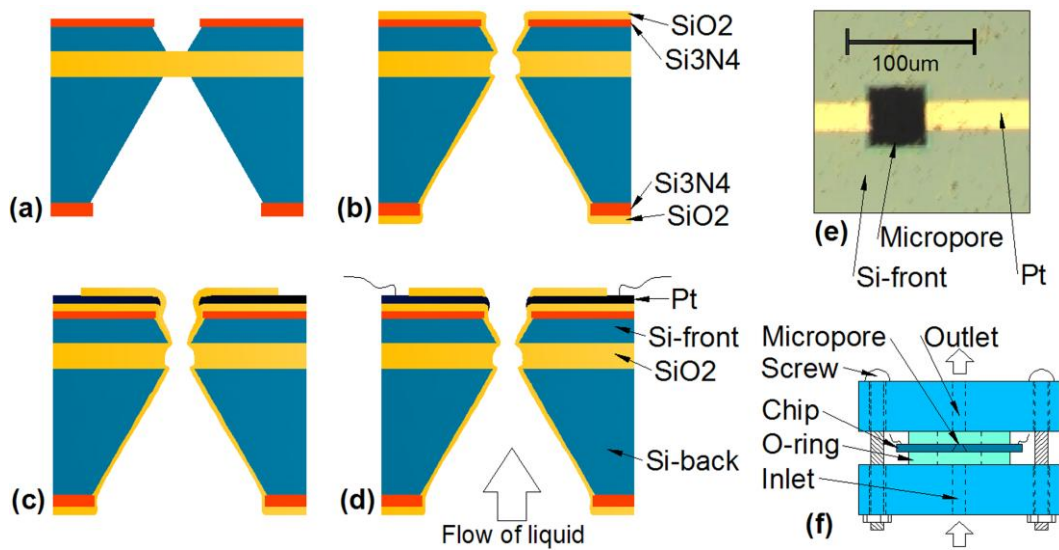 (a)
(b)
SiO2
Si3N4
Si3N4
SiO2
100um
(e)
Micropore
Si-front
Pt
(c)
(d)
Pt
Si-front
SiO2
Si-back
Flow of liquid
Micropore
Outlet
Screw
Chip
O-ring
Inlet
(f)